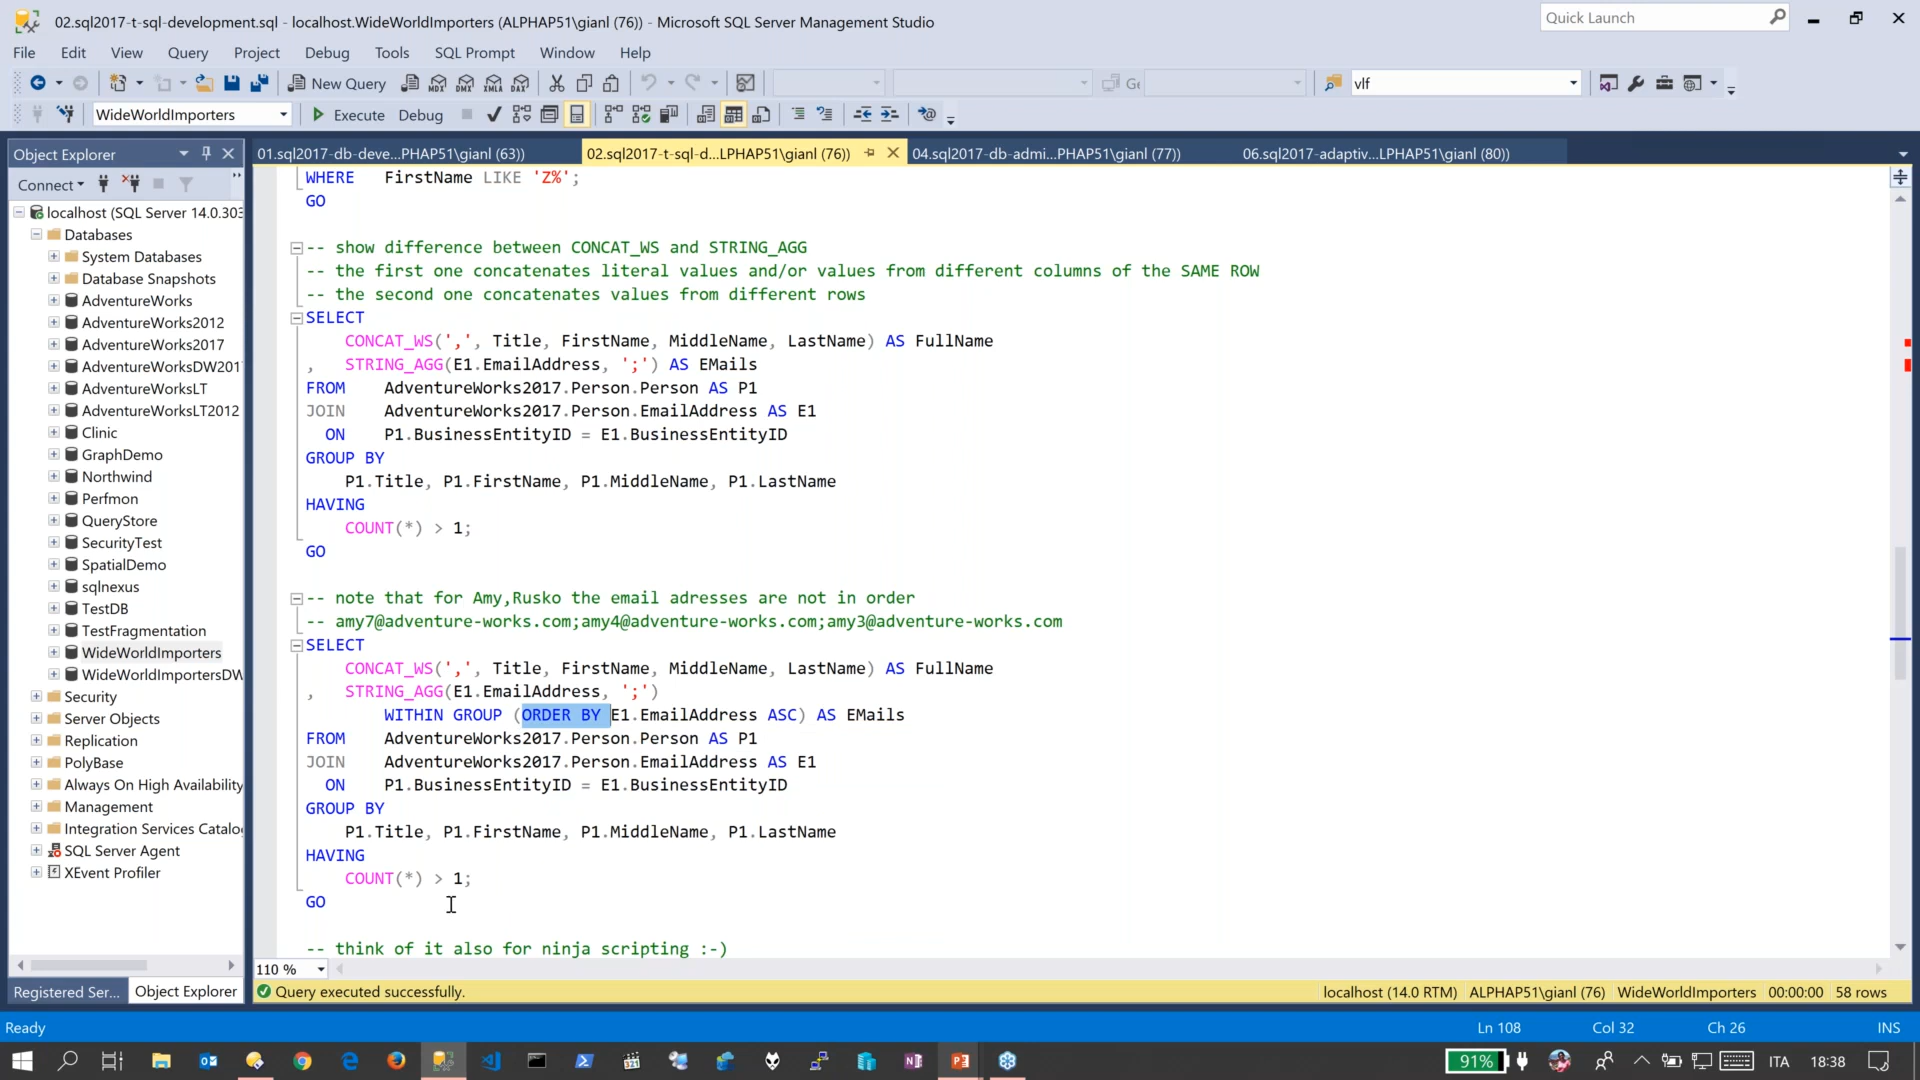 02.sql2017-t-sql-development.sql - localhost.WideWorldImporters (ALPHAP51\gianl (76)) - Microsoft SQL Server Management Studio
Quick Launch
File Edit View Query Project Debug Tools SQL Prompt Window Help
New Query
MDX DMX XMLA DAX
vlf
WideWorldImporters
Execute Debug
Object Explorer
01.sql2017-db-deve...PHAP51\gianl (63))
02.sql2017-t-sql-d...LPHAP51\gianl (76))
04.sql2017-db-admi...PHAP51\gianl (77))
06.sql2017-adaptiv...LPHAP51\gianl (80))
Connect
localhost (SQL Server 14.0.303
Databases
System Databases
Database Snapshots
AdventureWorks
AdventureWorks2012
AdventureWorks2017
AdventureWorksDW201
AdventureWorksLT
AdventureWorksLT2012
Clinic
GraphDemo
Northwind
Perfmon
QueryStore
SecurityTest
SpatialDemo
sqlnexus
TestDB
TestFragmentation
WideWorldImporters
WideWorldImportersDW
Security
Server Objects
Replication
PolyBase
Always On High Availability
Management
Integration Services Catalo
SQL Server Agent
XEvent Profiler
Registered Ser... Object Explorer
WHERE FirstName LIKE 'Z%';
GO
-- show difference between CONCAT_WS and STRING_AGG
-- the first one concatenates literal values and/or values from different columns of the SAME ROW
-- the second one concatenates values from different rows
SELECT
CONCAT_WS(',', Title, FirstName, MiddleName, LastName) AS FullName
, STRING_AGG(E1.EmailAddress, ';') AS EMails
FROM AdventureWorks2017.Person.Person AS P1
JOIN AdventureWorks2017.Person.EmailAddress AS E1
ON P1.BusinessEntityID = E1.BusinessEntityID
GROUP BY
P1.Title, P1.FirstName, P1.MiddleName, P1.LastName
HAVING
COUNT(*) > 1;
GO
-- note that for Amy,Rusko the email adresses are not in order
-- amy7@adventure-works.com;amy4@adventure-works.com;amy3@adventure-works.com
SELECT
CONCAT_WS(',', Title, FirstName, MiddleName, LastName) AS FullName
, STRING_AGG(E1.EmailAddress, ';')
WITHIN GROUP (ORDER BY E1.EmailAddress ASC) AS EMails
FROM AdventureWorks2017.Person.Person AS P1
JOIN AdventureWorks2017.Person.EmailAddress AS E1
ON P1.BusinessEntityID = E1.BusinessEntityID
GROUP BY
P1.Title, P1.FirstName, P1.MiddleName, P1.LastName
HAVING
COUNT(*) > 1;
GO
-- think of it also for ninja scripting :-)
110 %
Query executed successfully.
localhost (14.0 RTM) ALPHAP51\gianl (76) WideWorldImporters 00:00:00 58 rows
Ready
Ln 108 Col 32 Ch 26 INS
91% ITA 18:38